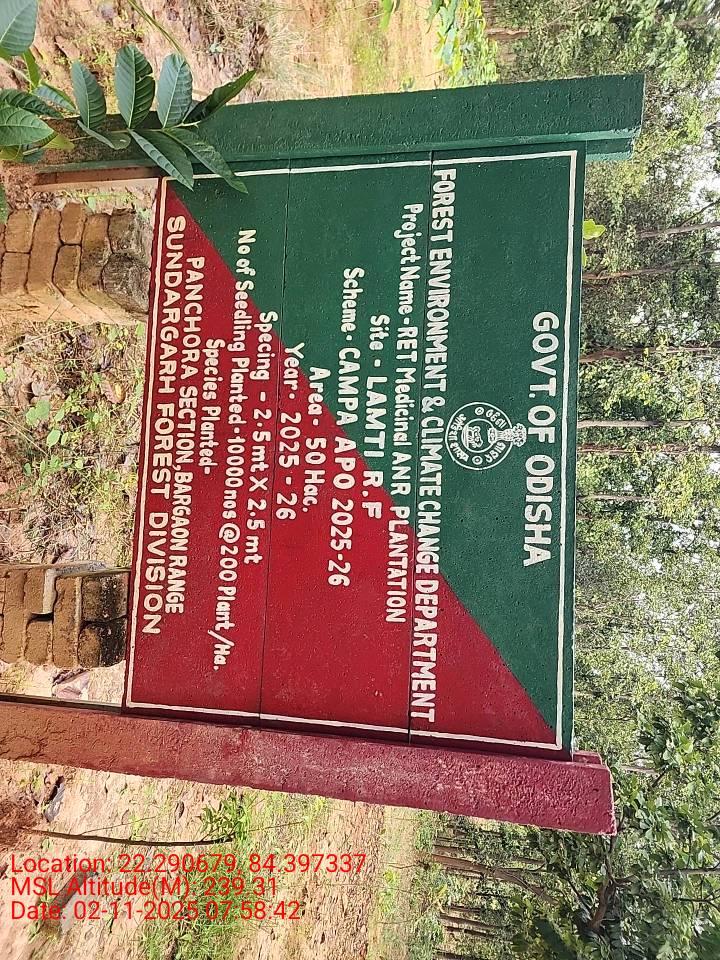 GOVT. OF ODISHA
FOREST ENVIRONMENT & CLIMATE CHANGE DEPARTMENT
Project Name - RET Medicinal ANR PLANTATION
Site - LAMTI R.F
Scheme - CAMPA APO 2025-26
Area - 50 Hac.
Year - 2025 - 26
Specing - 2.5 mt X 2.5 mt
No of Seedling Planted - 10000 nos @ 200 Plant/Ha.
Species Planted-
PANCHORA SECTION, BARGAON RANGE
SUNDARGARH FOREST DIVISION
Location: 22.290679, 84.397337
MSL Altitude(M): 239.31
Date: 02-11-2025 07:58:42